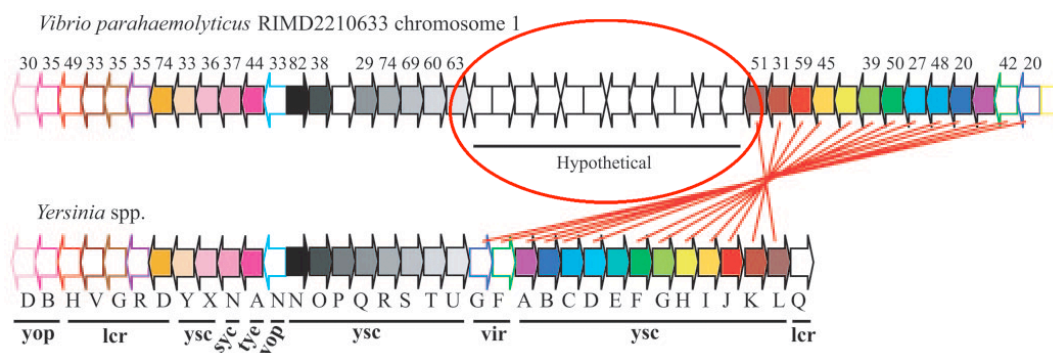 Vibrio parahaemolyticus RIMD2210633 chromosome 1
30 35 49 33 35 35 74 33 36 37 44 33 82 38 29 74 69 60 63 51 31 59 45 39 50 27 48 20 42 20
Hypothetical
Yersinia spp.
D B H V G R D Y X N A N N O P Q R S T U G F A B C D E F G H I J K L Q
yop lcr ysc syc tye yop ysc vir ysc lcr